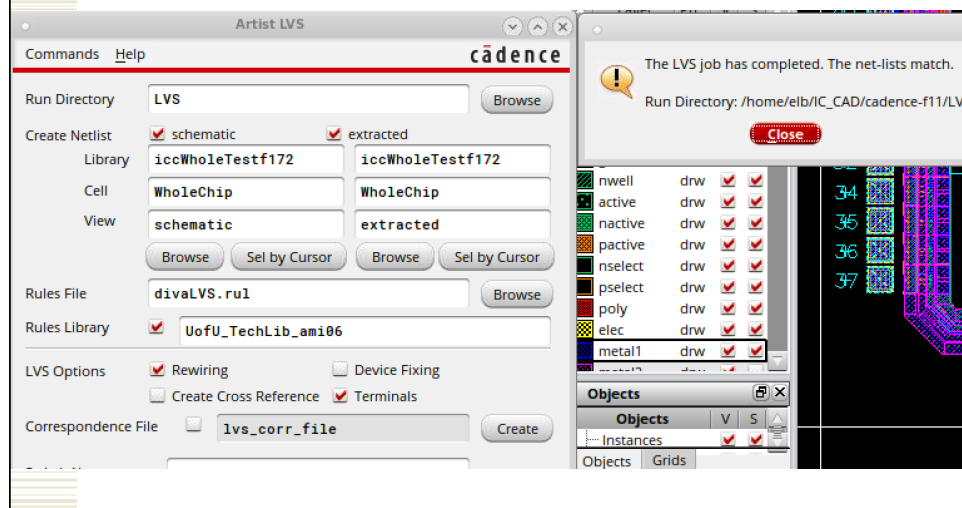 Artist LVS
Commands Help
cādence
Run Directory LVS Browse
Create Netlist schematic extracted
Library iccWholeTestf172 iccWholeTestf172
Cell WholeChip WholeChip
View schematic extracted
Browse Sel by Cursor Browse Sel by Cursor
Rules File divaLVS.rul Browse
Rules Library UofU_TechLib_ami06
LVS Options Rewiring Device Fixing
Create Cross Reference Terminals
Correspondence File lvs_corr_file Create
The LVS job has completed. The net-lists match.
Run Directory: /home/elb/IC_CAD/cadence-f11/LV
Close
nwell drw
active drw
nactive drw
pactive drw
nselect drw
pselect drw
poly drw
elec drw
metal1 drw
Objects
Objects V S
Instances
Objects Grids
34
35
36
37